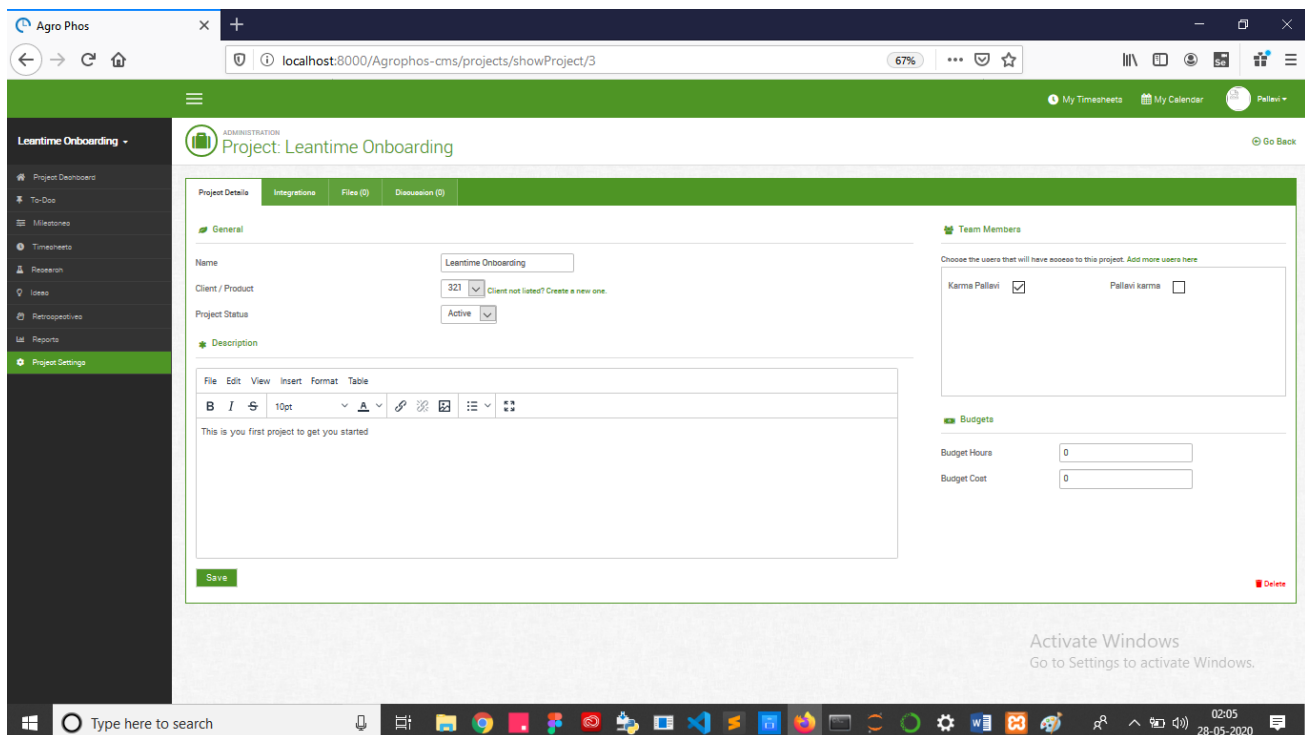 Agro Phos
localhost:8000/Agrophos-cms/projects/showProject/3
67%
My Timesheets My Calendar Pallavi
Leantime Onboarding
ADMINISTRATION
Project: Leantime Onboarding
Go Back
Project Dashboard
To-Dos
Milestones
Timesheets
Research
Ideas
Retrospectives
Reports
Project Settings
Project Details Integrations Files (0) Discussion (0)
General
Name Leantime Onboarding
Client / Product 321 Client not listed? Create a new one.
Project Status Active
Description
File Edit View Insert Format Table
B I S 10pt A
This is you first project to get you started
Save
Team Members
Choose the users that will have access to this project. Add more users here
Karma Pallavi Pallavi karma
Budgets
Budget Hours 0
Budget Cost 0
Delete
Activate Windows
Go to Settings to activate Windows.
Type here to search
02:05
28-05-2020